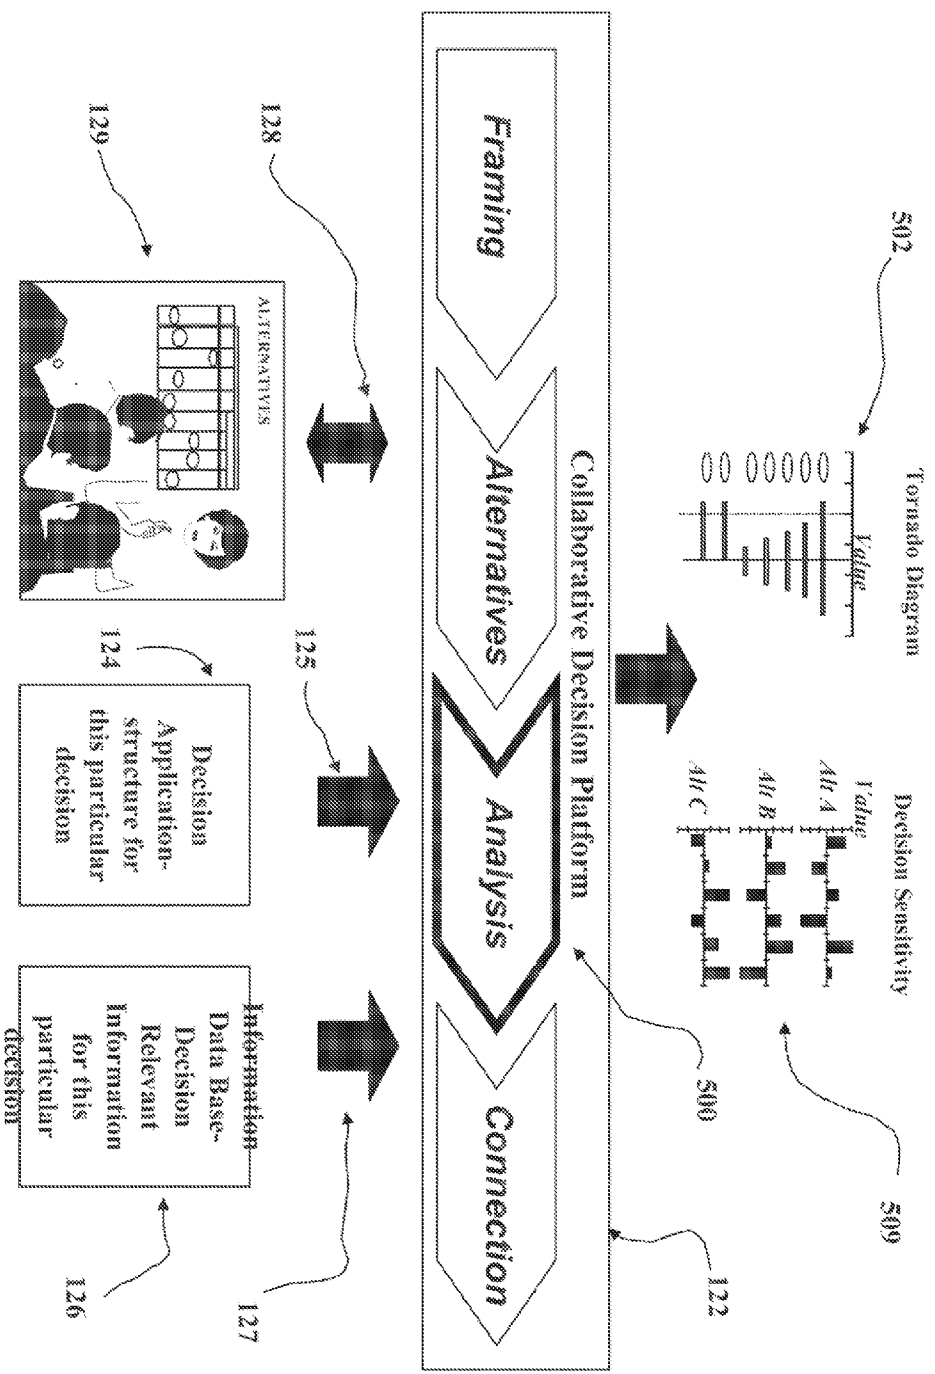 Tornado Diagram
Decision Sensitivity
502
509
Value
Value
Alt A
Alt B
Alt C
500
122
Collaborative Decision Platform
Framing
Alternatives
Analysis
Connection
128
125
127
129
ALTERNATIVES
124
Decision
Application-
structure for
this particular
decision
Information
Data Base-
Decision
Relevant
Information
for this
particular
decision
126